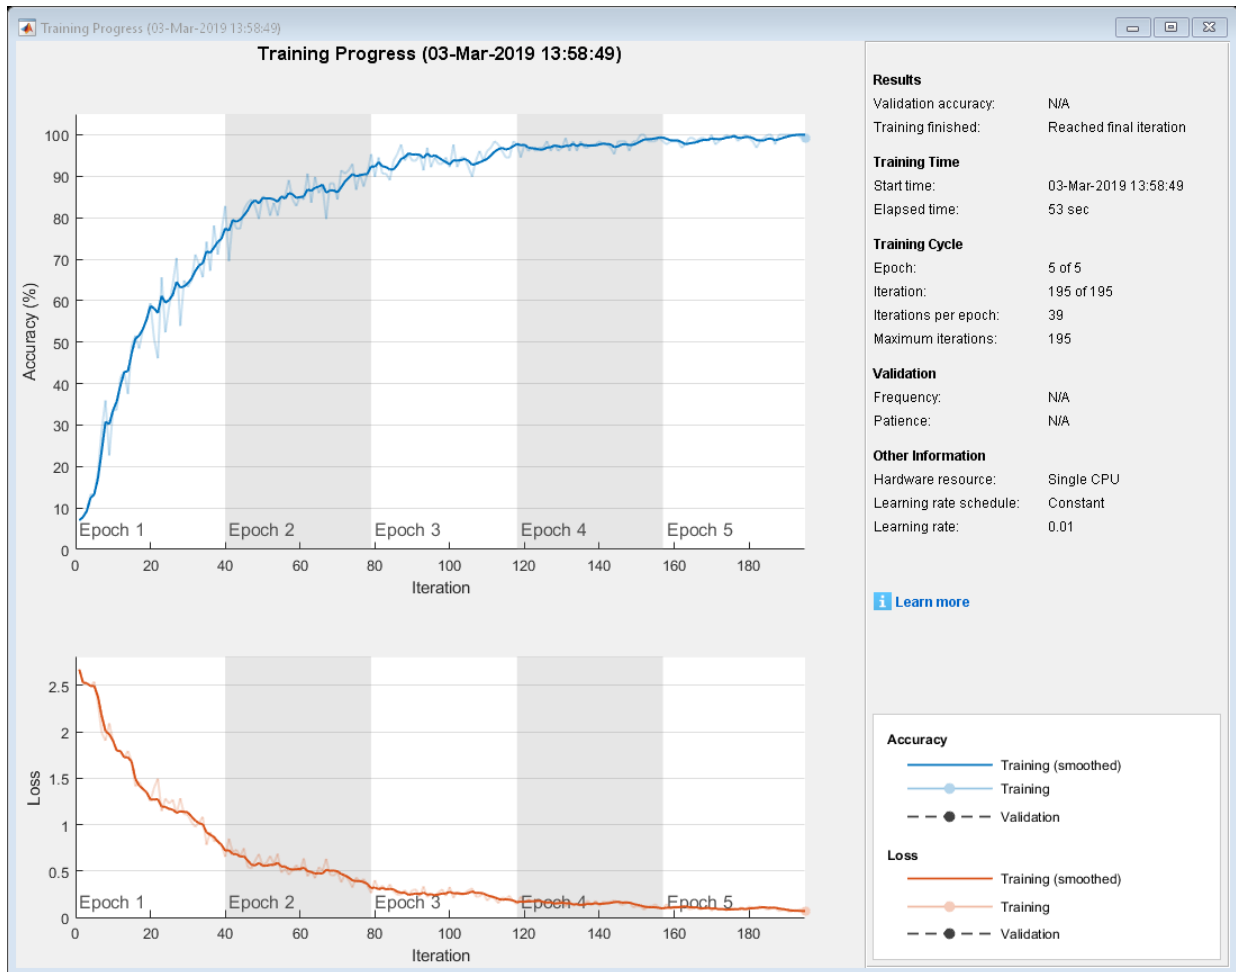 Training Progress (03-Mar-2019 13:58:49)
Training Progress (03-Mar-2019 13:58:49)
Accuracy (%)
100
90
80
70
60
50
40
30
20
10
0
Epoch 1 Epoch 2 Epoch 3 Epoch 4 Epoch 5
0 20 40 60 80 100 120 140 160 180
Iteration
Loss
2.5
2
1.5
1
0.5
0
Epoch 1 Epoch 2 Epoch 3 Epoch 4 Epoch 5
0 20 40 60 80 100 120 140 160 180
Iteration
Results
Validation accuracy: N/A
Training finished: Reached final iteration
Training Time
Start time: 03-Mar-2019 13:58:49
Elapsed time: 53 sec
Training Cycle
Epoch: 5 of 5
Iteration: 195 of 195
Iterations per epoch: 39
Maximum iterations: 195
Validation
Frequency: N/A
Patience: N/A
Other Information
Hardware resource: Single CPU
Learning rate schedule: Constant
Learning rate: 0.01
i Learn more
Accuracy
Training (smoothed)
Training
Validation
Loss
Training (smoothed)
Training
Validation